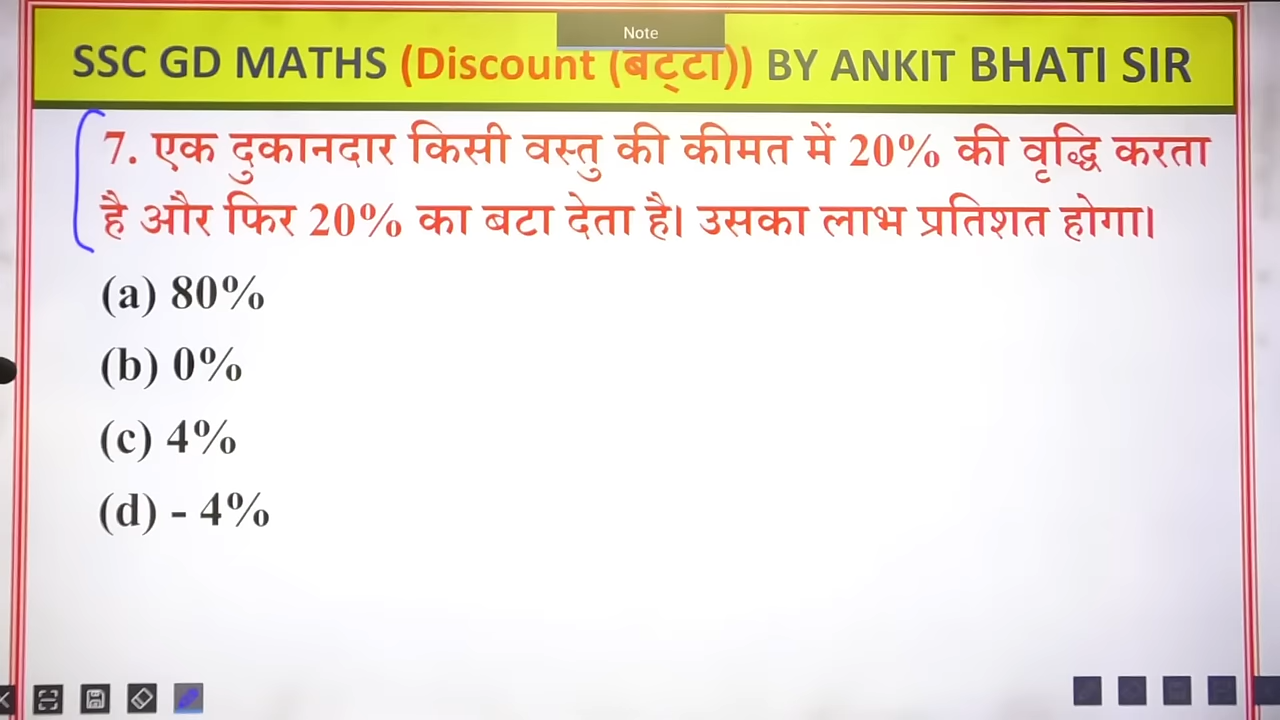 Note
SSC GD MATHS (Discount (बट्टा)) BY ANKIT BHATI SIR
7. एक दुकानदार किसी वस्तु की कीमत में 20% की वृद्धि करता
है और फिर 20% का बटा देता है। उसका लाभ प्रतिशत होगा।
(a) 80%
(b) 0%
(c) 4%
(d) - 4%